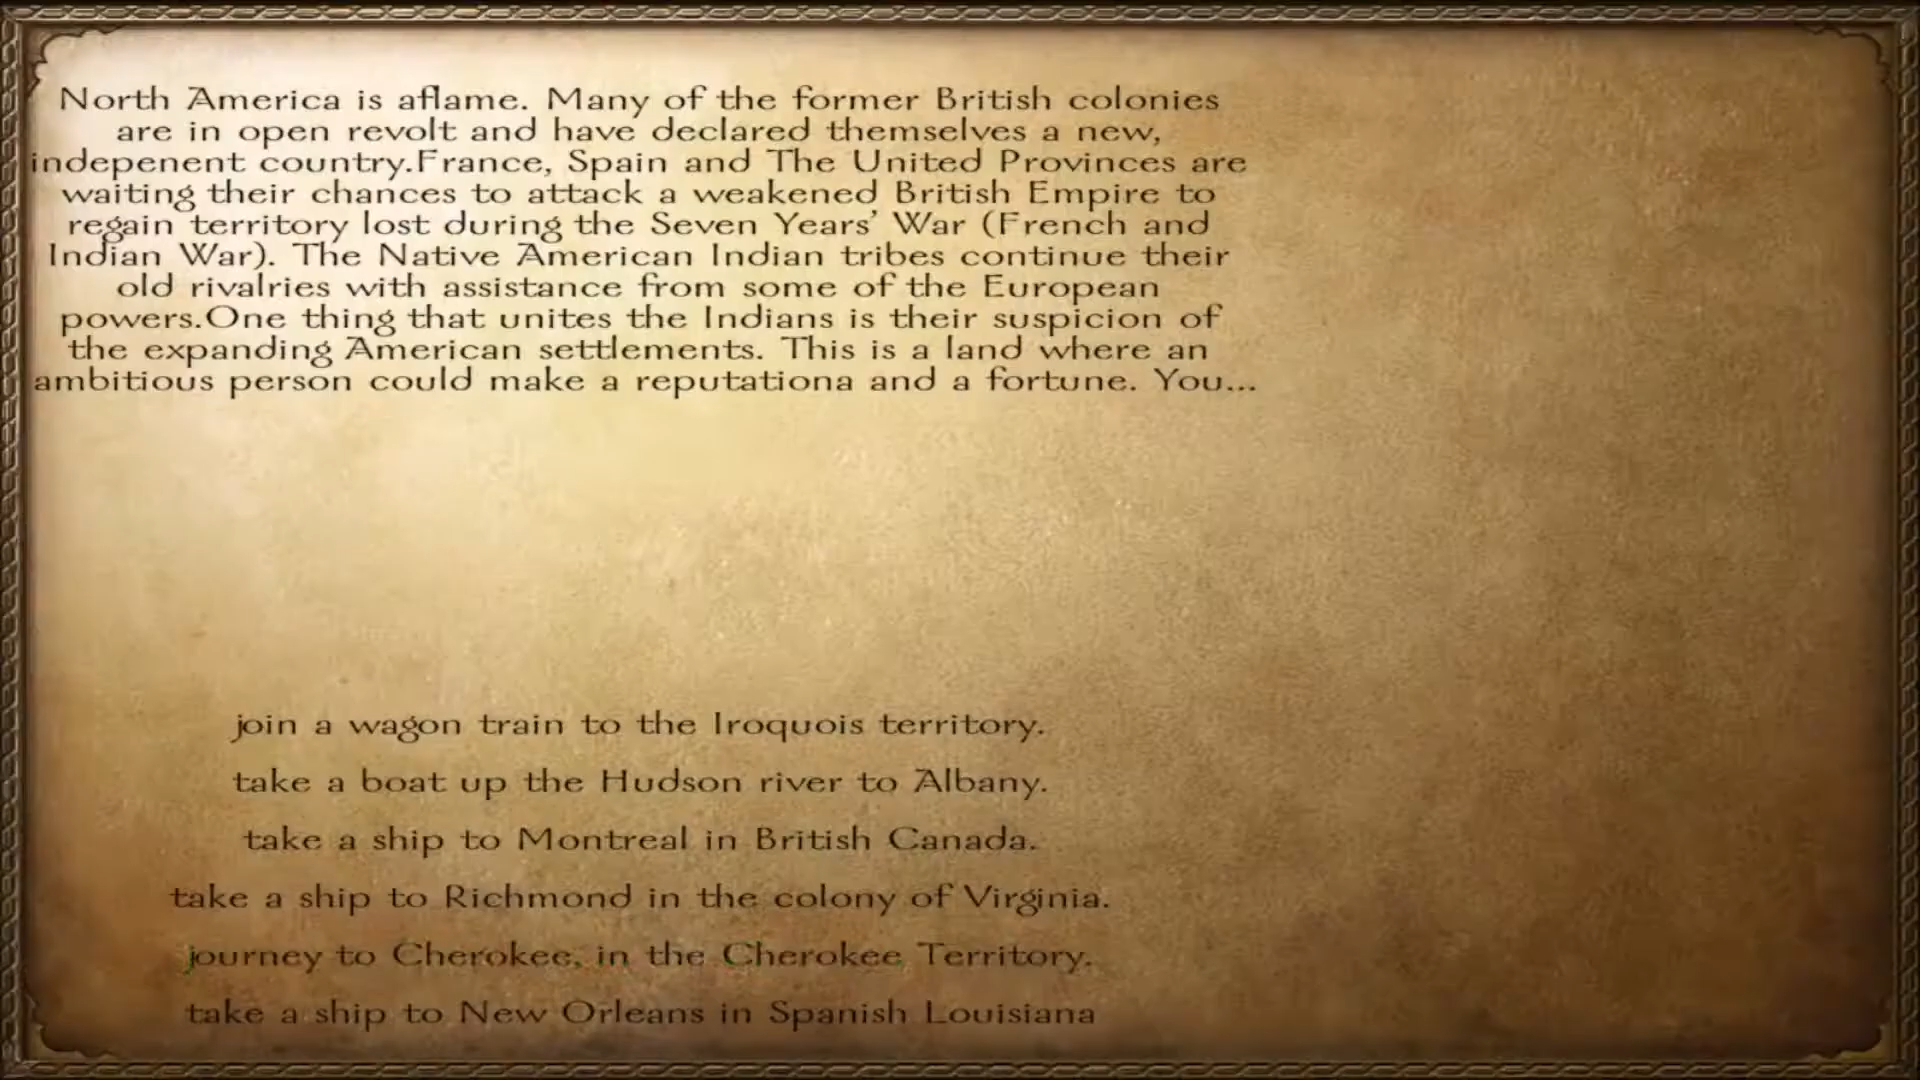 North America is aflame. Many of the former British colonies
are in open revolt and have declared themselves a new,
indepenent country.France, Spain and The United Provinces are
waiting their chances to attack a weakened British Empire to
regain territory lost during the Seven Years' War (French and
Indian War). The Native American Indian tribes continue their
old rivalries with assistance from some of the European
powers.One thing that unites the Indians is their suspicion of
the expanding American settlements. This is a land where an
ambitious person could make a reputationa and a fortune. You...
join a wagon train to the Iroquois territory.
take a boat up the Hudson river to Albany.
take a ship to Montreal in British Canada.
take a ship to Richmond in the colony of Virginia.
journey to Cherokee, in the Cherokee Territory.
take a ship to New Orleans in Spanish Louisiana